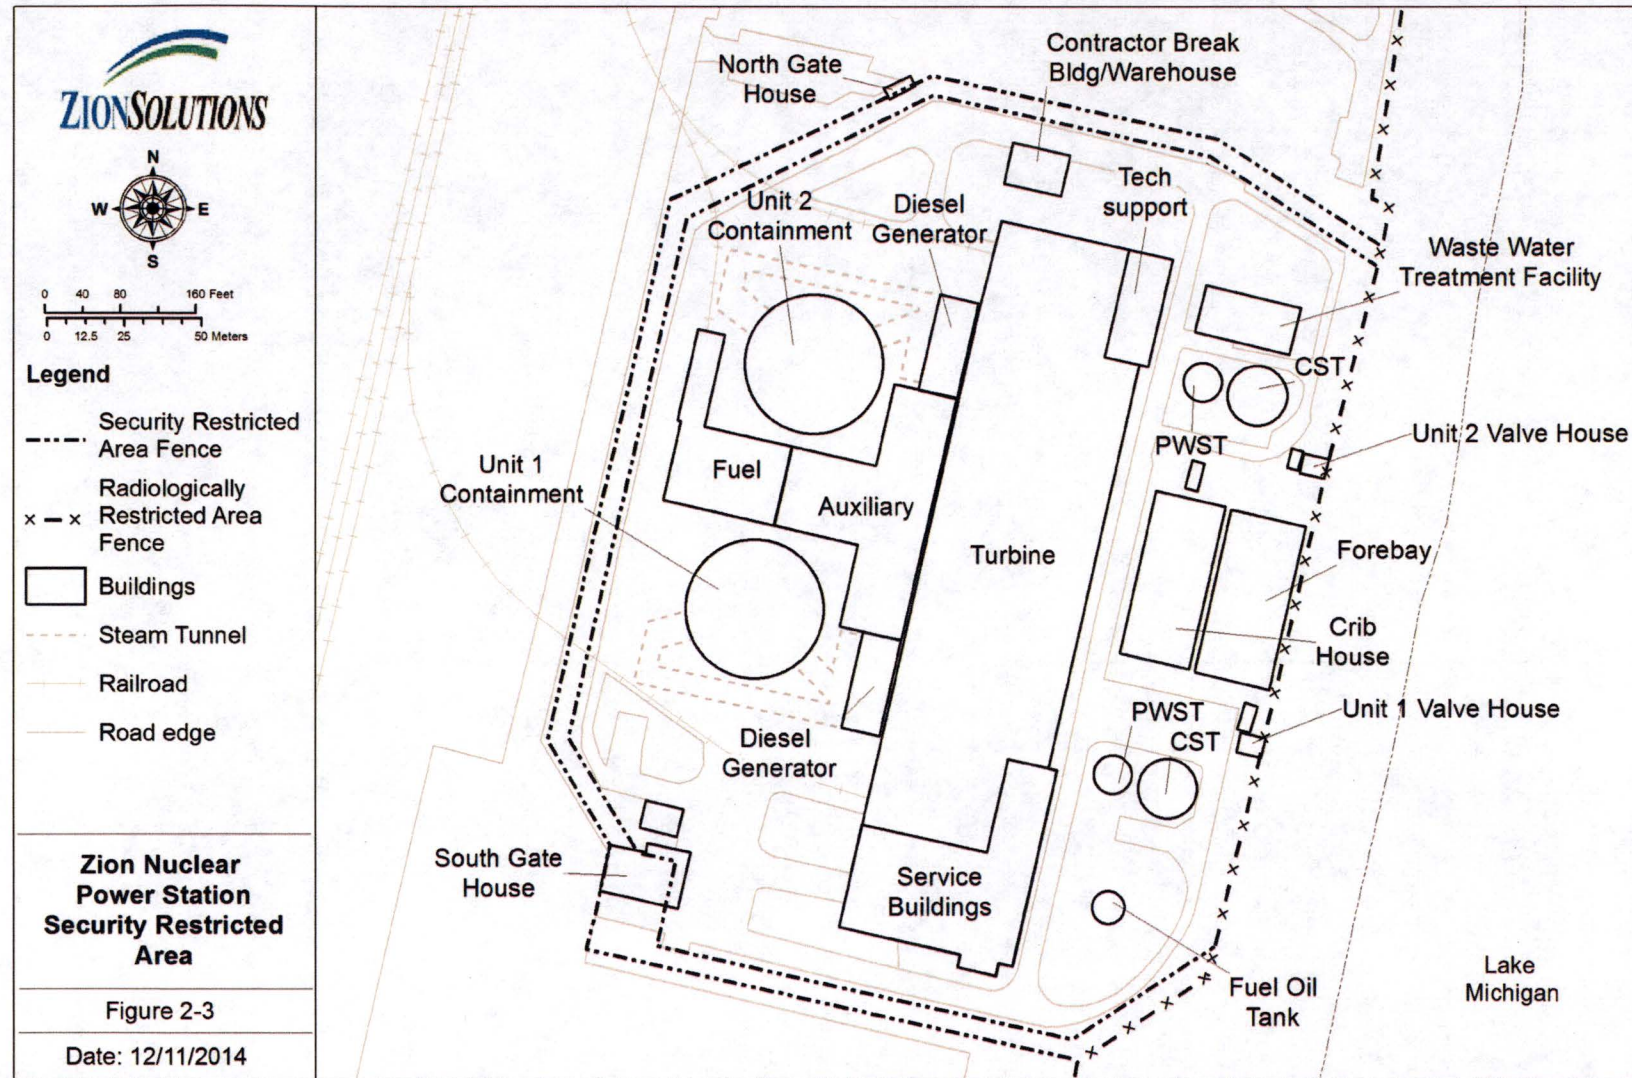 ZIONSOLUTIONS
N
W
E
S
0 40 80 160 Feet
0 12.5 25 50 Meters
Legend
Security Restricted
Area Fence
Radiologically
Restricted Area
Fence
Buildings
Steam Tunnel
Railroad
Road edge
Zion Nuclear
Power Station
Security Restricted
Area
Figure 2-3
Date: 12/11/2014
North Gate
House
Contractor Break
Bldg/Warehouse
Tech
support
Unit 2
Containment
Diesel
Generator
Waste Water
Treatment Facility
CST
PWST
Unit 2 Valve House
Fuel
Unit 1
Containment
Auxiliary
Turbine
Forebay
Crib
House
Unit 1 Valve House
PWST
CST
Diesel
Generator
South Gate
House
Service
Buildings
Fuel Oil
Tank
Lake
Michigan